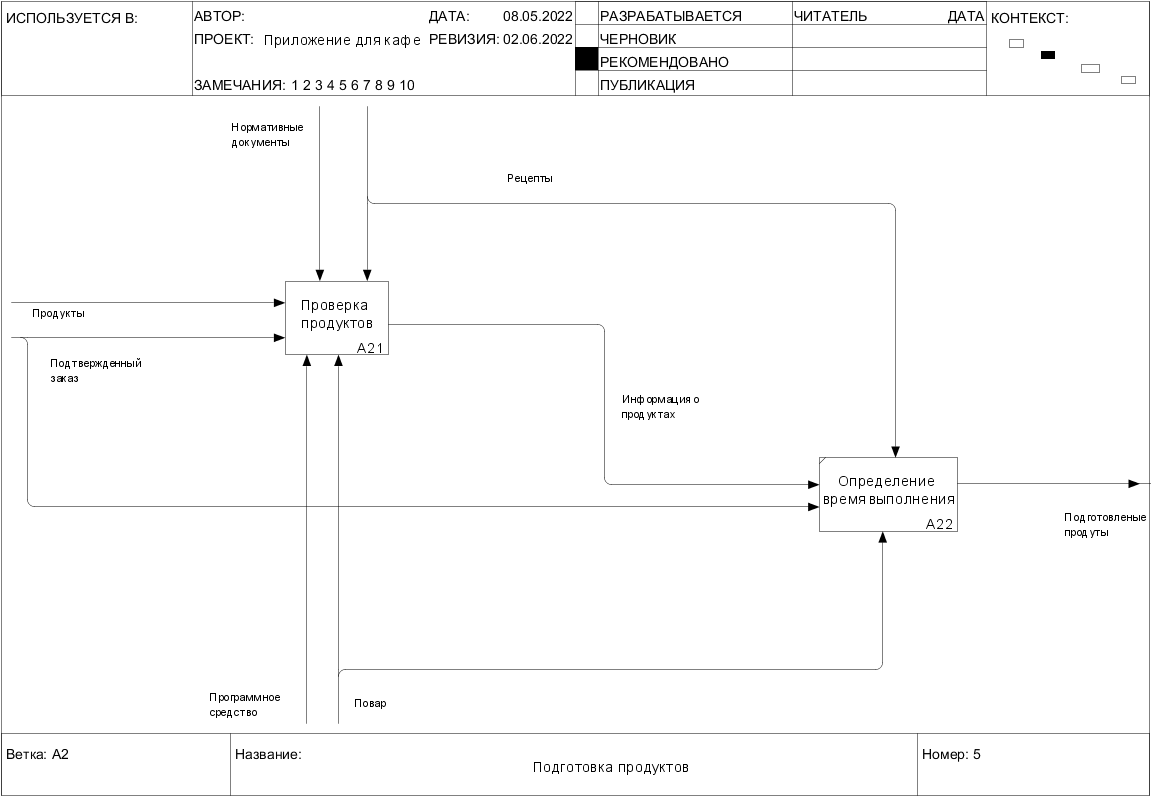 ИСПОЛЬЗУЕТСЯ В:
АВТОР:
ДАТА: 08.05.2022
ПРОЕКТ: Приложение для кафе
РЕВИЗИЯ: 02.06.2022
ЗАМЕЧАНИЯ: 1 2 3 4 5 6 7 8 9 10
РАЗРАБАТЫВАЕТСЯ
ЧЕРНОВИК
РЕКОМЕНДОВАНО
ПУБЛИКАЦИЯ
ЧИТАТЕЛЬ
ДАТА
КОНТЕКСТ:
Нормативные
документы
Рецепты
Продукты
Проверка
продуктов
A21
Подтвержденный
заказ
Информация о
продуктах
Определение
время выполнения
A22
Подготовленые
продуты
Программное
средство
Повар
Ветка: A2
Название:
Подготовка продуктов
Номер: 5